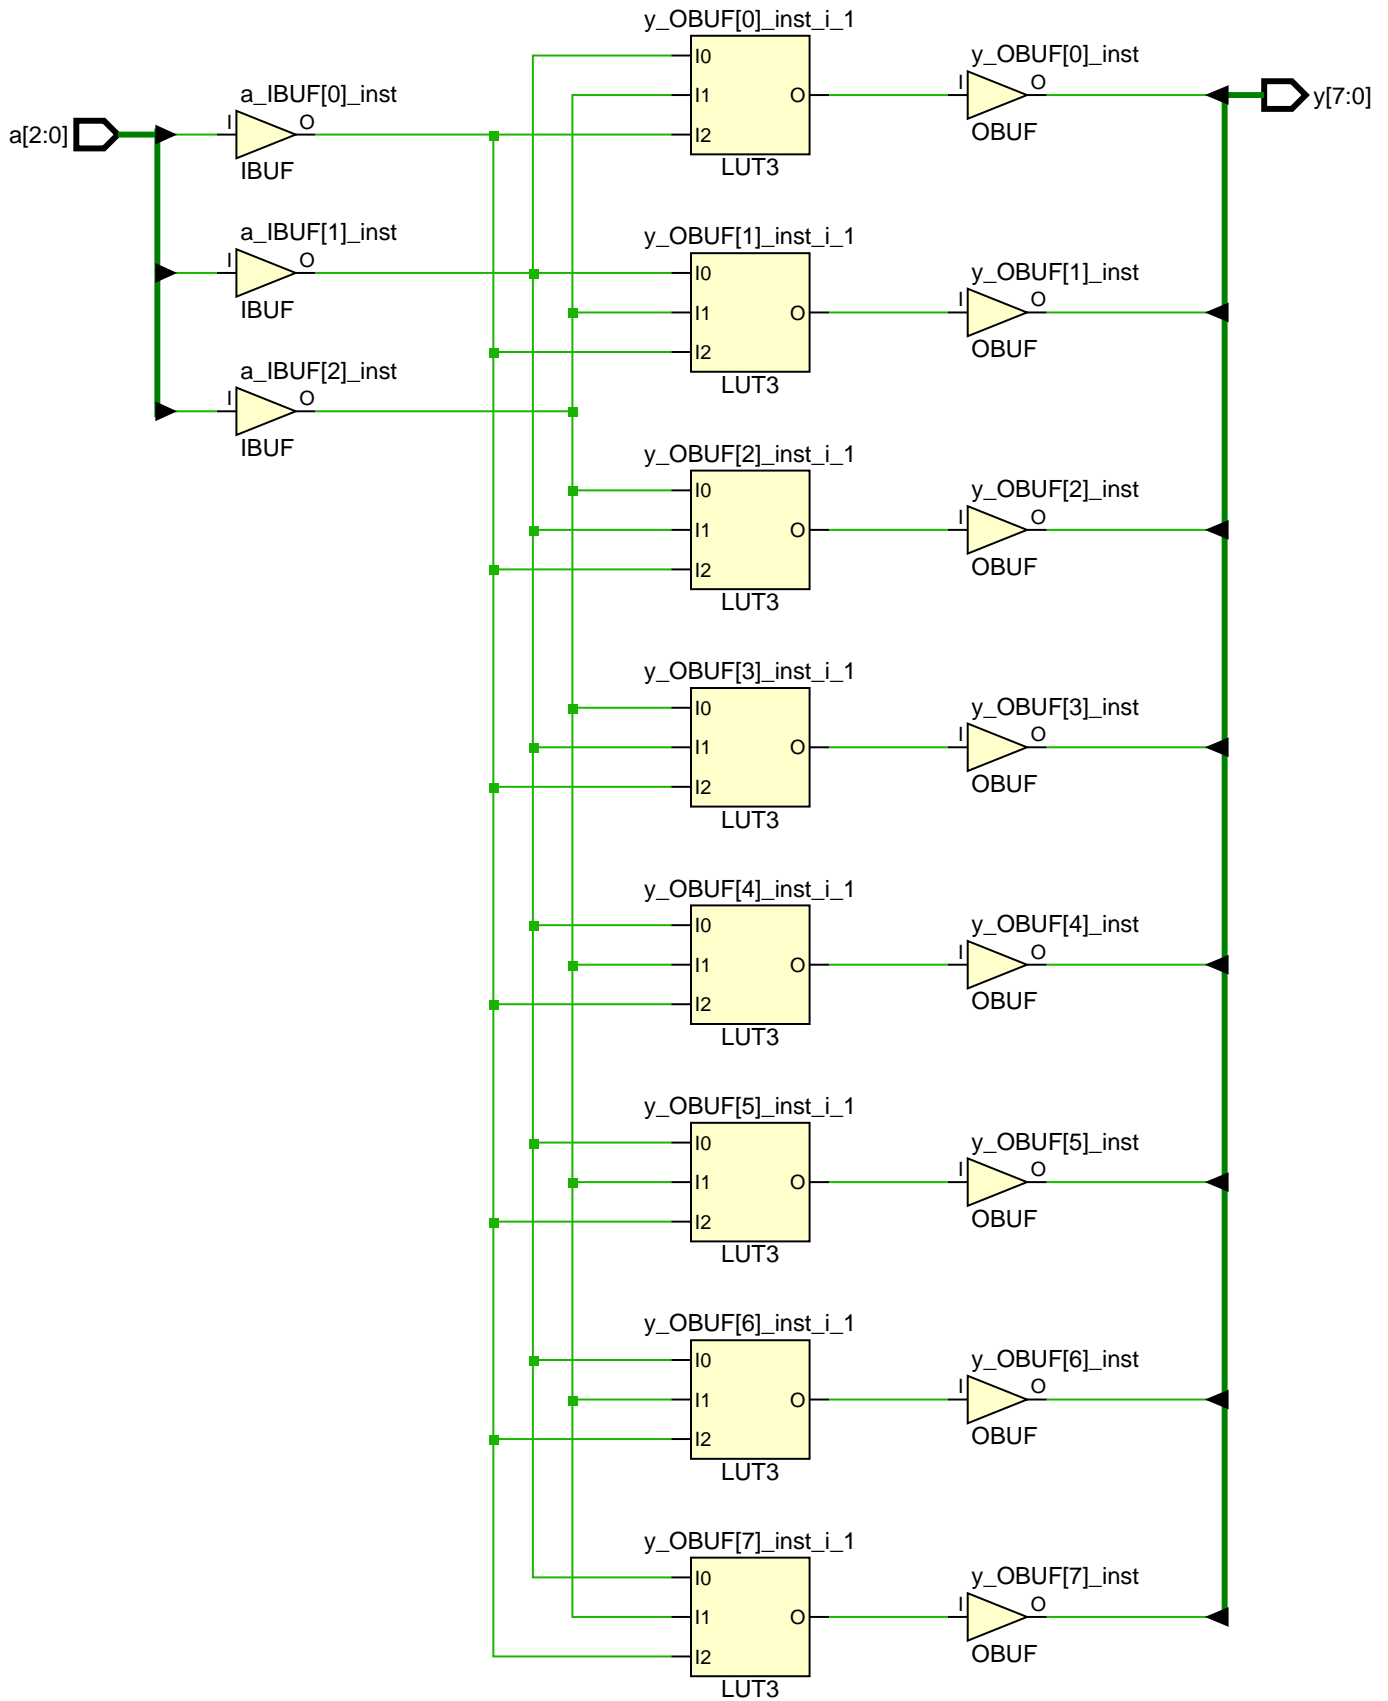 a[2:0]
a_IBUF[0]_inst
I
O
IBUF
a_IBUF[1]_inst
I
O
IBUF
a_IBUF[2]_inst
I
O
IBUF
y_OBUF[0]_inst_i_1
I0
I1
I2
O
LUT3
y_OBUF[0]_inst
I
O
OBUF
y[7:0]
y_OBUF[1]_inst_i_1
I0
I1
I2
O
LUT3
y_OBUF[1]_inst
I
O
OBUF
y_OBUF[2]_inst_i_1
I0
I1
I2
O
LUT3
y_OBUF[2]_inst
I
O
OBUF
y_OBUF[3]_inst_i_1
I0
I1
I2
O
LUT3
y_OBUF[3]_inst
I
O
OBUF
y_OBUF[4]_inst_i_1
I0
I1
I2
O
LUT3
y_OBUF[4]_inst
I
O
OBUF
y_OBUF[5]_inst_i_1
I0
I1
I2
O
LUT3
y_OBUF[5]_inst
I
O
OBUF
y_OBUF[6]_inst_i_1
I0
I1
I2
O
LUT3
y_OBUF[6]_inst
I
O
OBUF
y_OBUF[7]_inst_i_1
I0
I1
I2
O
LUT3
y_OBUF[7]_inst
I
O
OBUF